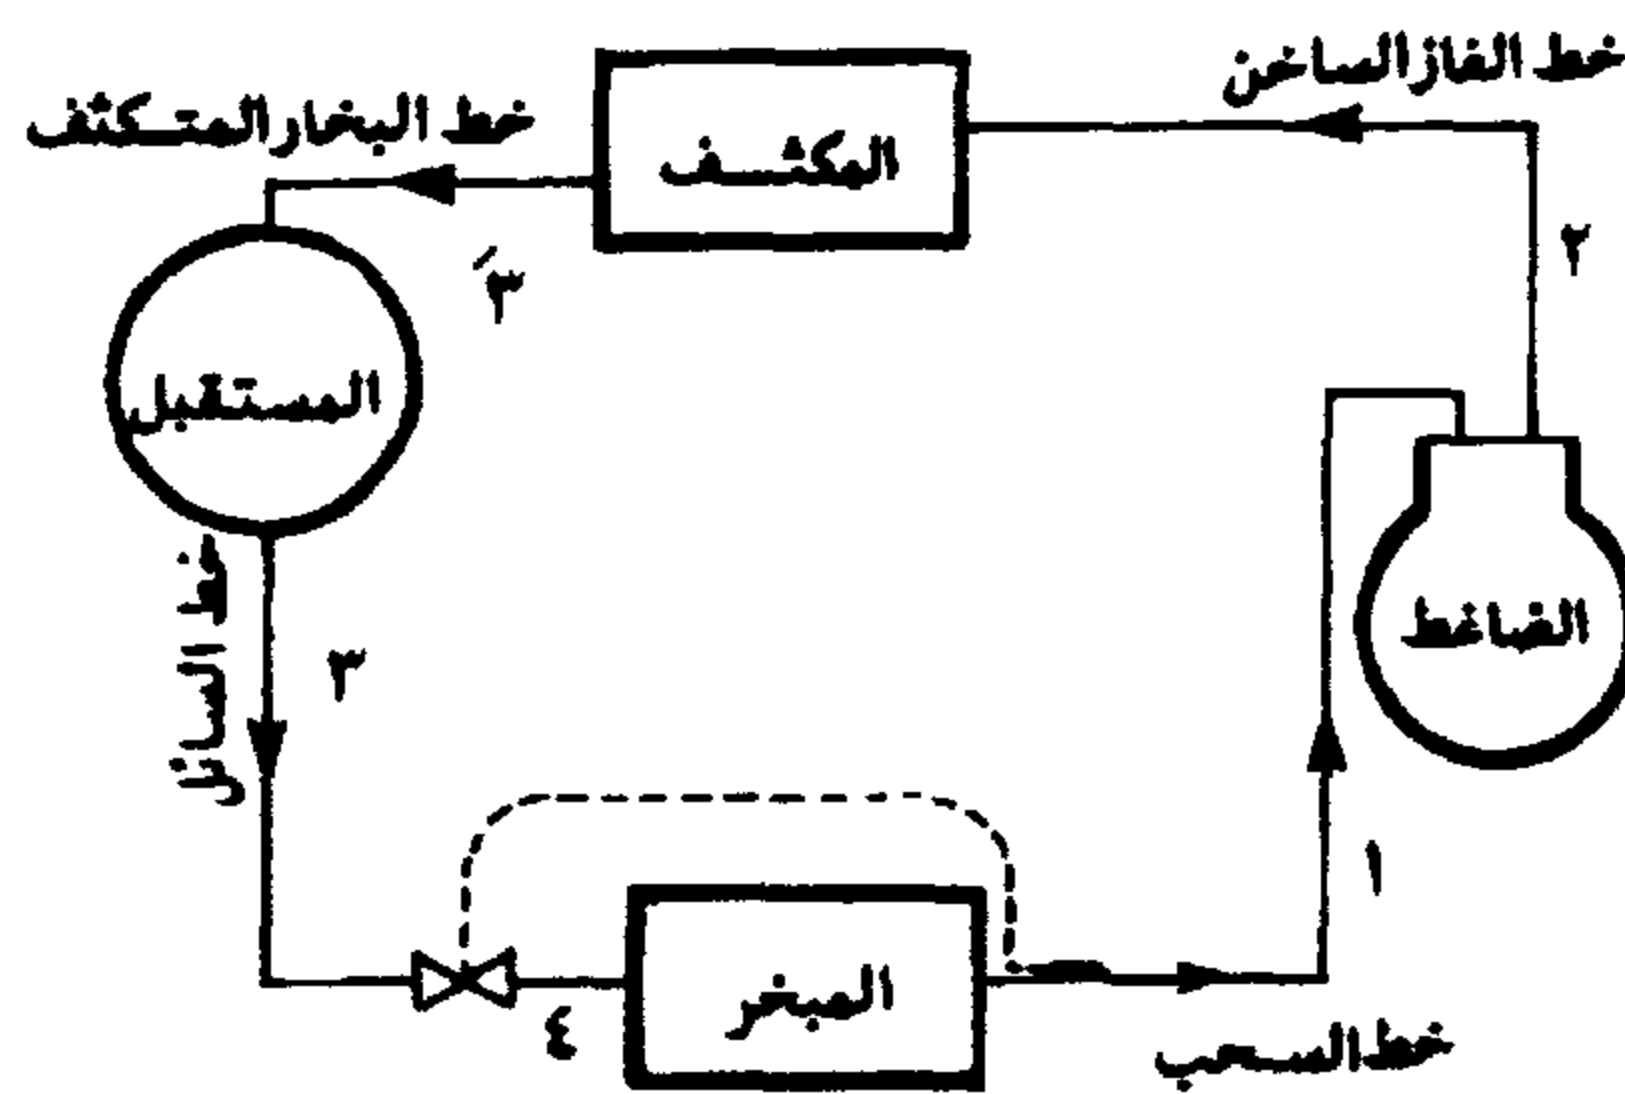 خط الغاز الساخن
خط البخار المتكثف
المكثف
٢
٣َ
المستقبل
خط السائل
٣
الضاغط
١
المبخر
٤
خط السحب